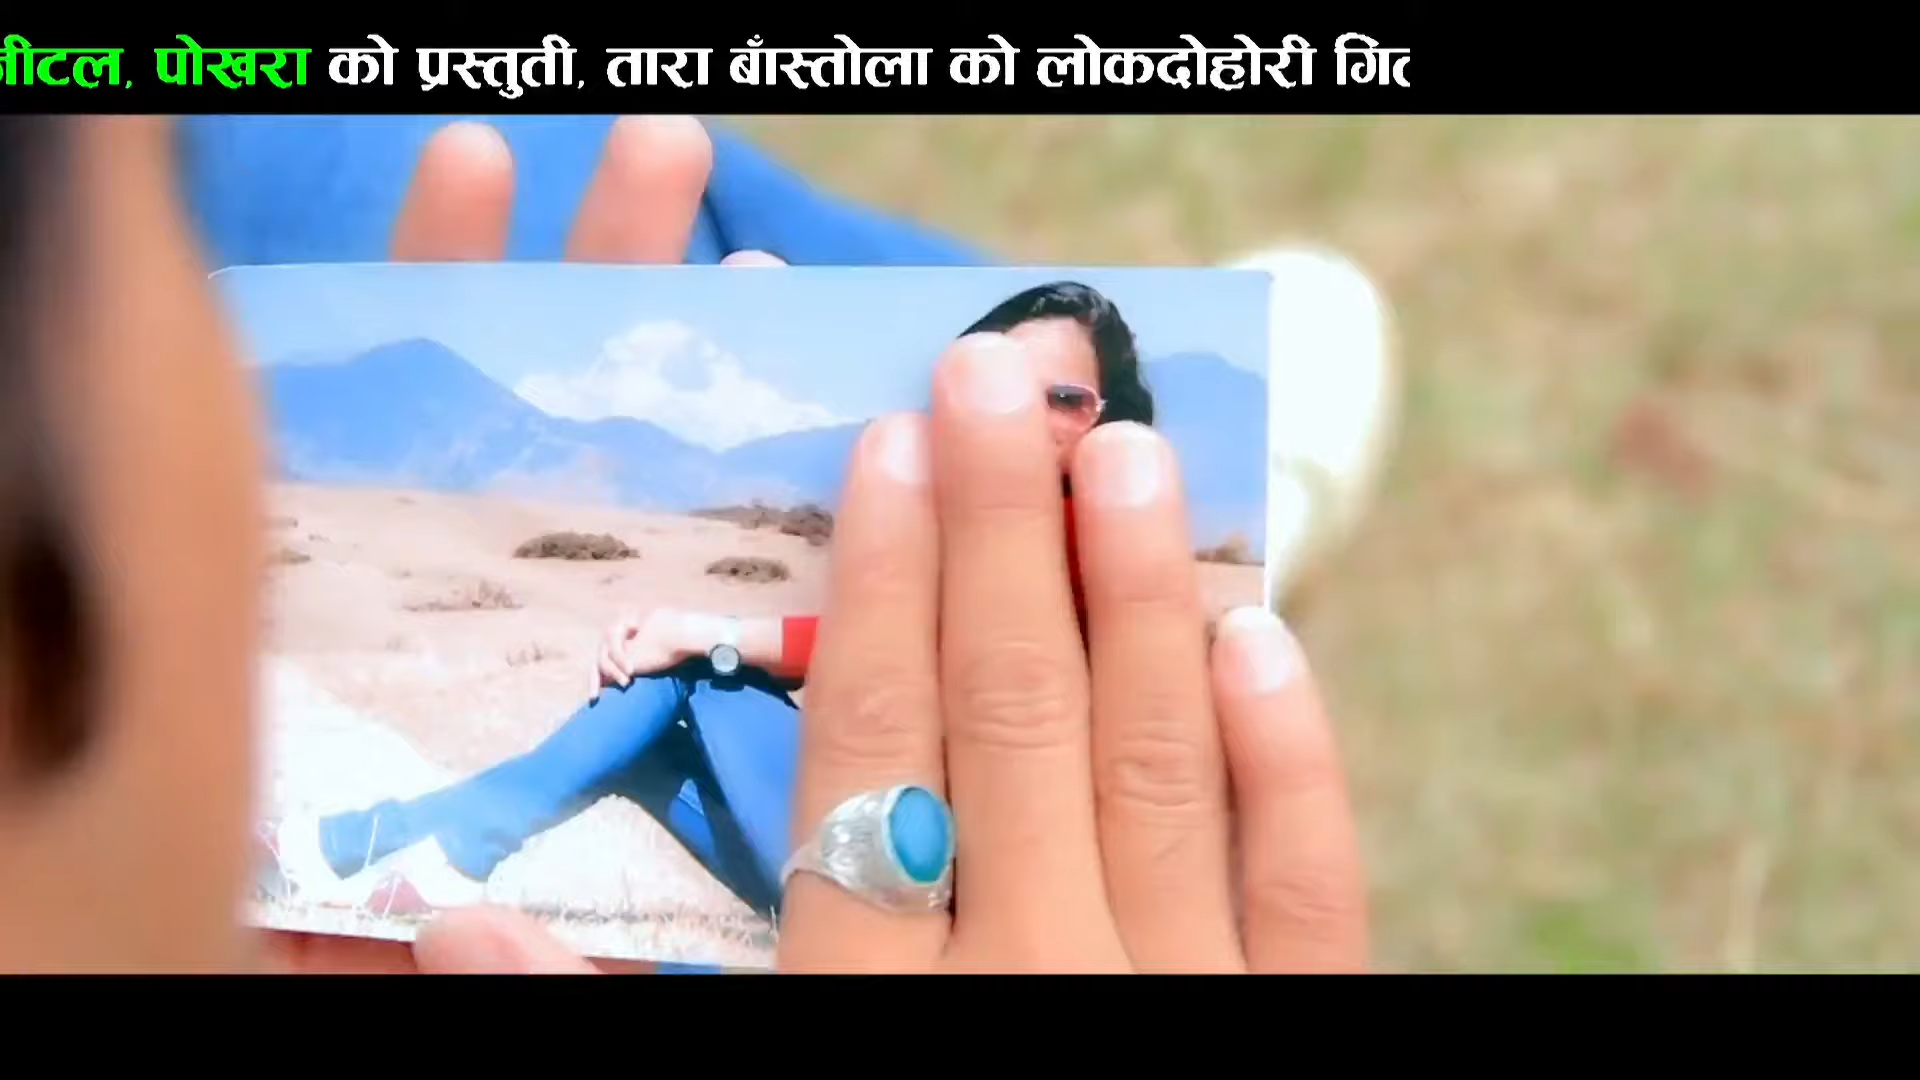 पोखरा को प्रस्तुती, तारा बाँस्तोला को लोकदोहोरी